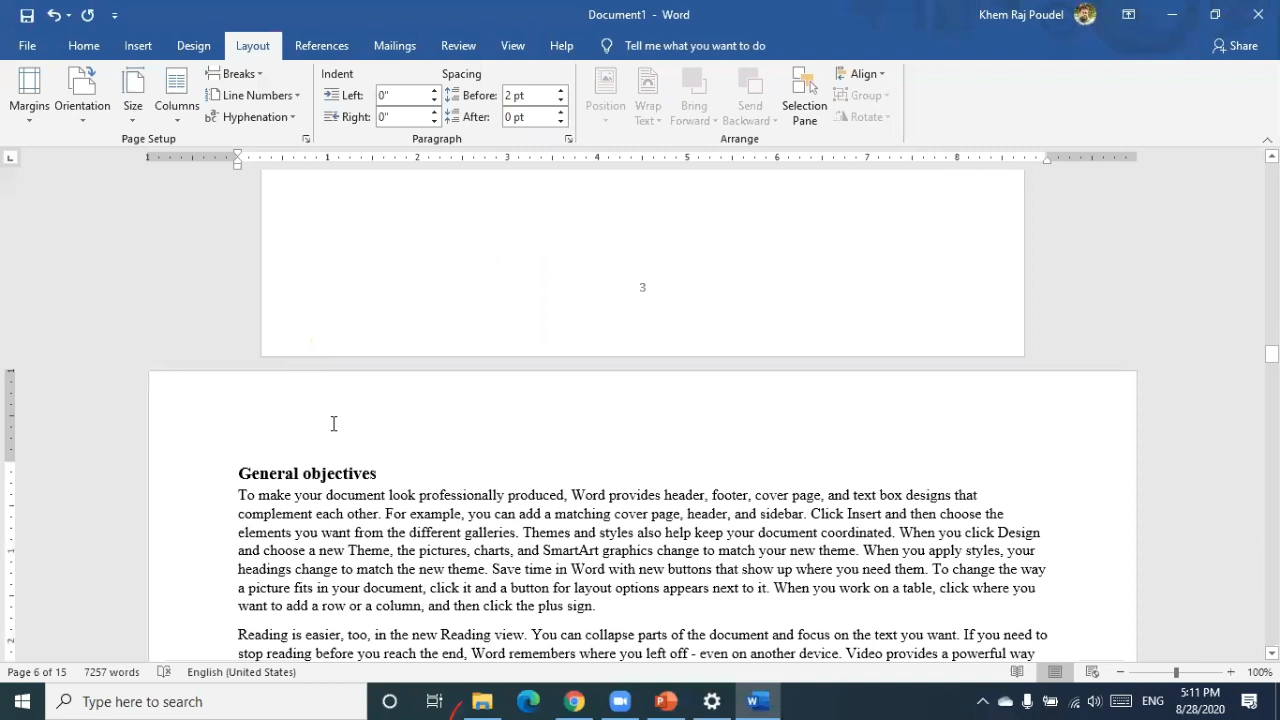 Document1 - Word
Khem Raj Poudel
File Home Insert Design Layout References Mailings Review View Help Tell me what you want to do Share
Margins
Orientation
Size
Columns
Breaks
Line Numbers
Hyphenation
Page Setup
Indent
Left: 0"
Right: 0"
Spacing
Before: 2 pt
After: 0 pt
Paragraph
Position
Wrap
Text
Bring
Forward
Send
Backward
Selection
Pane
Align
Group
Rotate
Arrange
1 1 2 3 4 5 6 7 8
3
General objectives
To make your document look professionally produced, Word provides header, footer, cover page, and text box designs that
complement each other. For example, you can add a matching cover page, header, and sidebar. Click Insert and then choose the
elements you want from the different galleries. Themes and styles also help keep your document coordinated. When you click Design
and choose a new Theme, the pictures, charts, and SmartArt graphics change to match your new theme. When you apply styles, your
headings change to match the new theme. Save time in Word with new buttons that show up where you need them. To change the way
a picture fits in your document, click it and a button for layout options appears next to it. When you work on a table, click where you
want to add a row or a column, and then click the plus sign.
Reading is easier, too, in the new Reading view. You can collapse parts of the document and focus on the text you want. If you need to
stop reading before you reach the end, Word remembers where you left off - even on another device. Video provides a powerful way
1
1
2
Page 6 of 15 7257 words English (United States) 100%
Type here to search
ENG
5:11 PM
8/28/2020